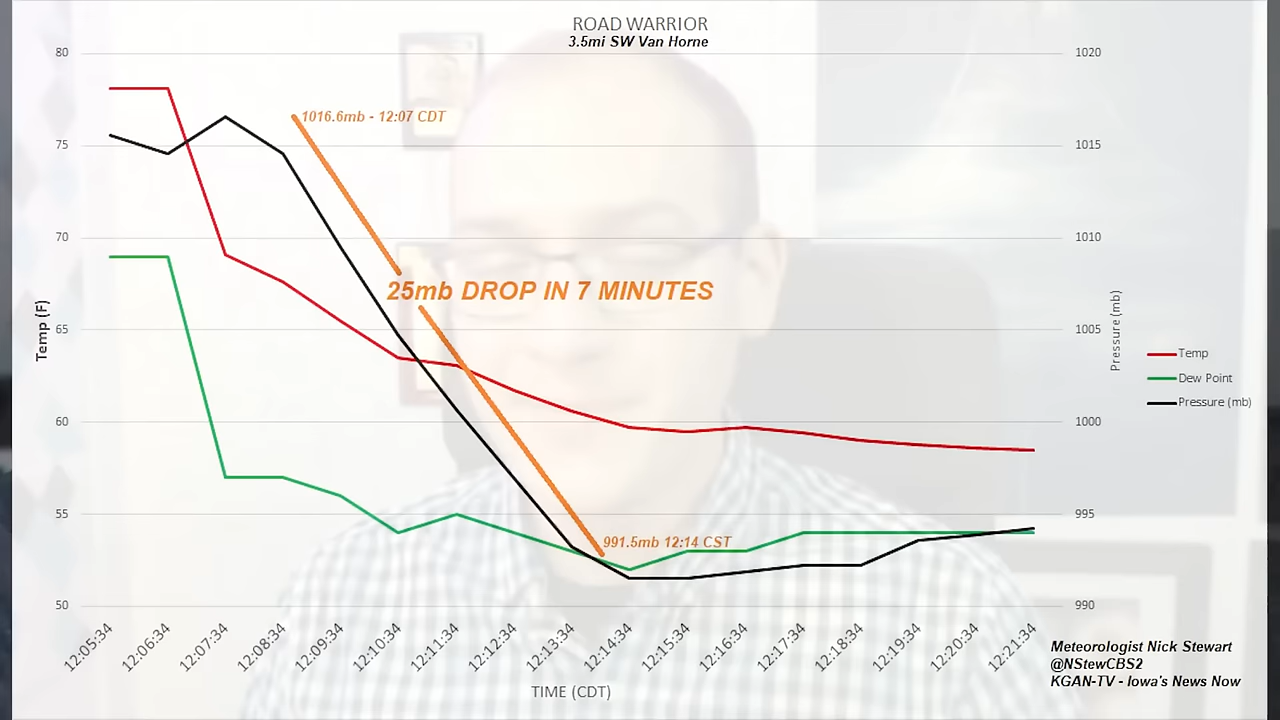 ROAD WARRIOR
3.5mi SW Van Horne
80
75
70
65
60
55
50
Temp (F)
1020
1015
1010
1005
1000
995
990
Pressure (mb)
1016.6mb - 12:07 CDT
25mb DROP IN 7 MINUTES
991.5mb 12:14 CST
Temp
Dew Point
Pressure (mb)
12:05:34
12:06:34
12:07:34
12:08:34
12:09:34
12:10:34
12:11:34
12:12:34
12:13:34
12:14:34
12:15:34
12:16:34
12:17:34
12:18:34
12:19:34
12:20:34
12:21:34
TIME (CDT)
Meteorologist Nick Stewart
@NStewCBS2
KGAN-TV - Iowa's News Now